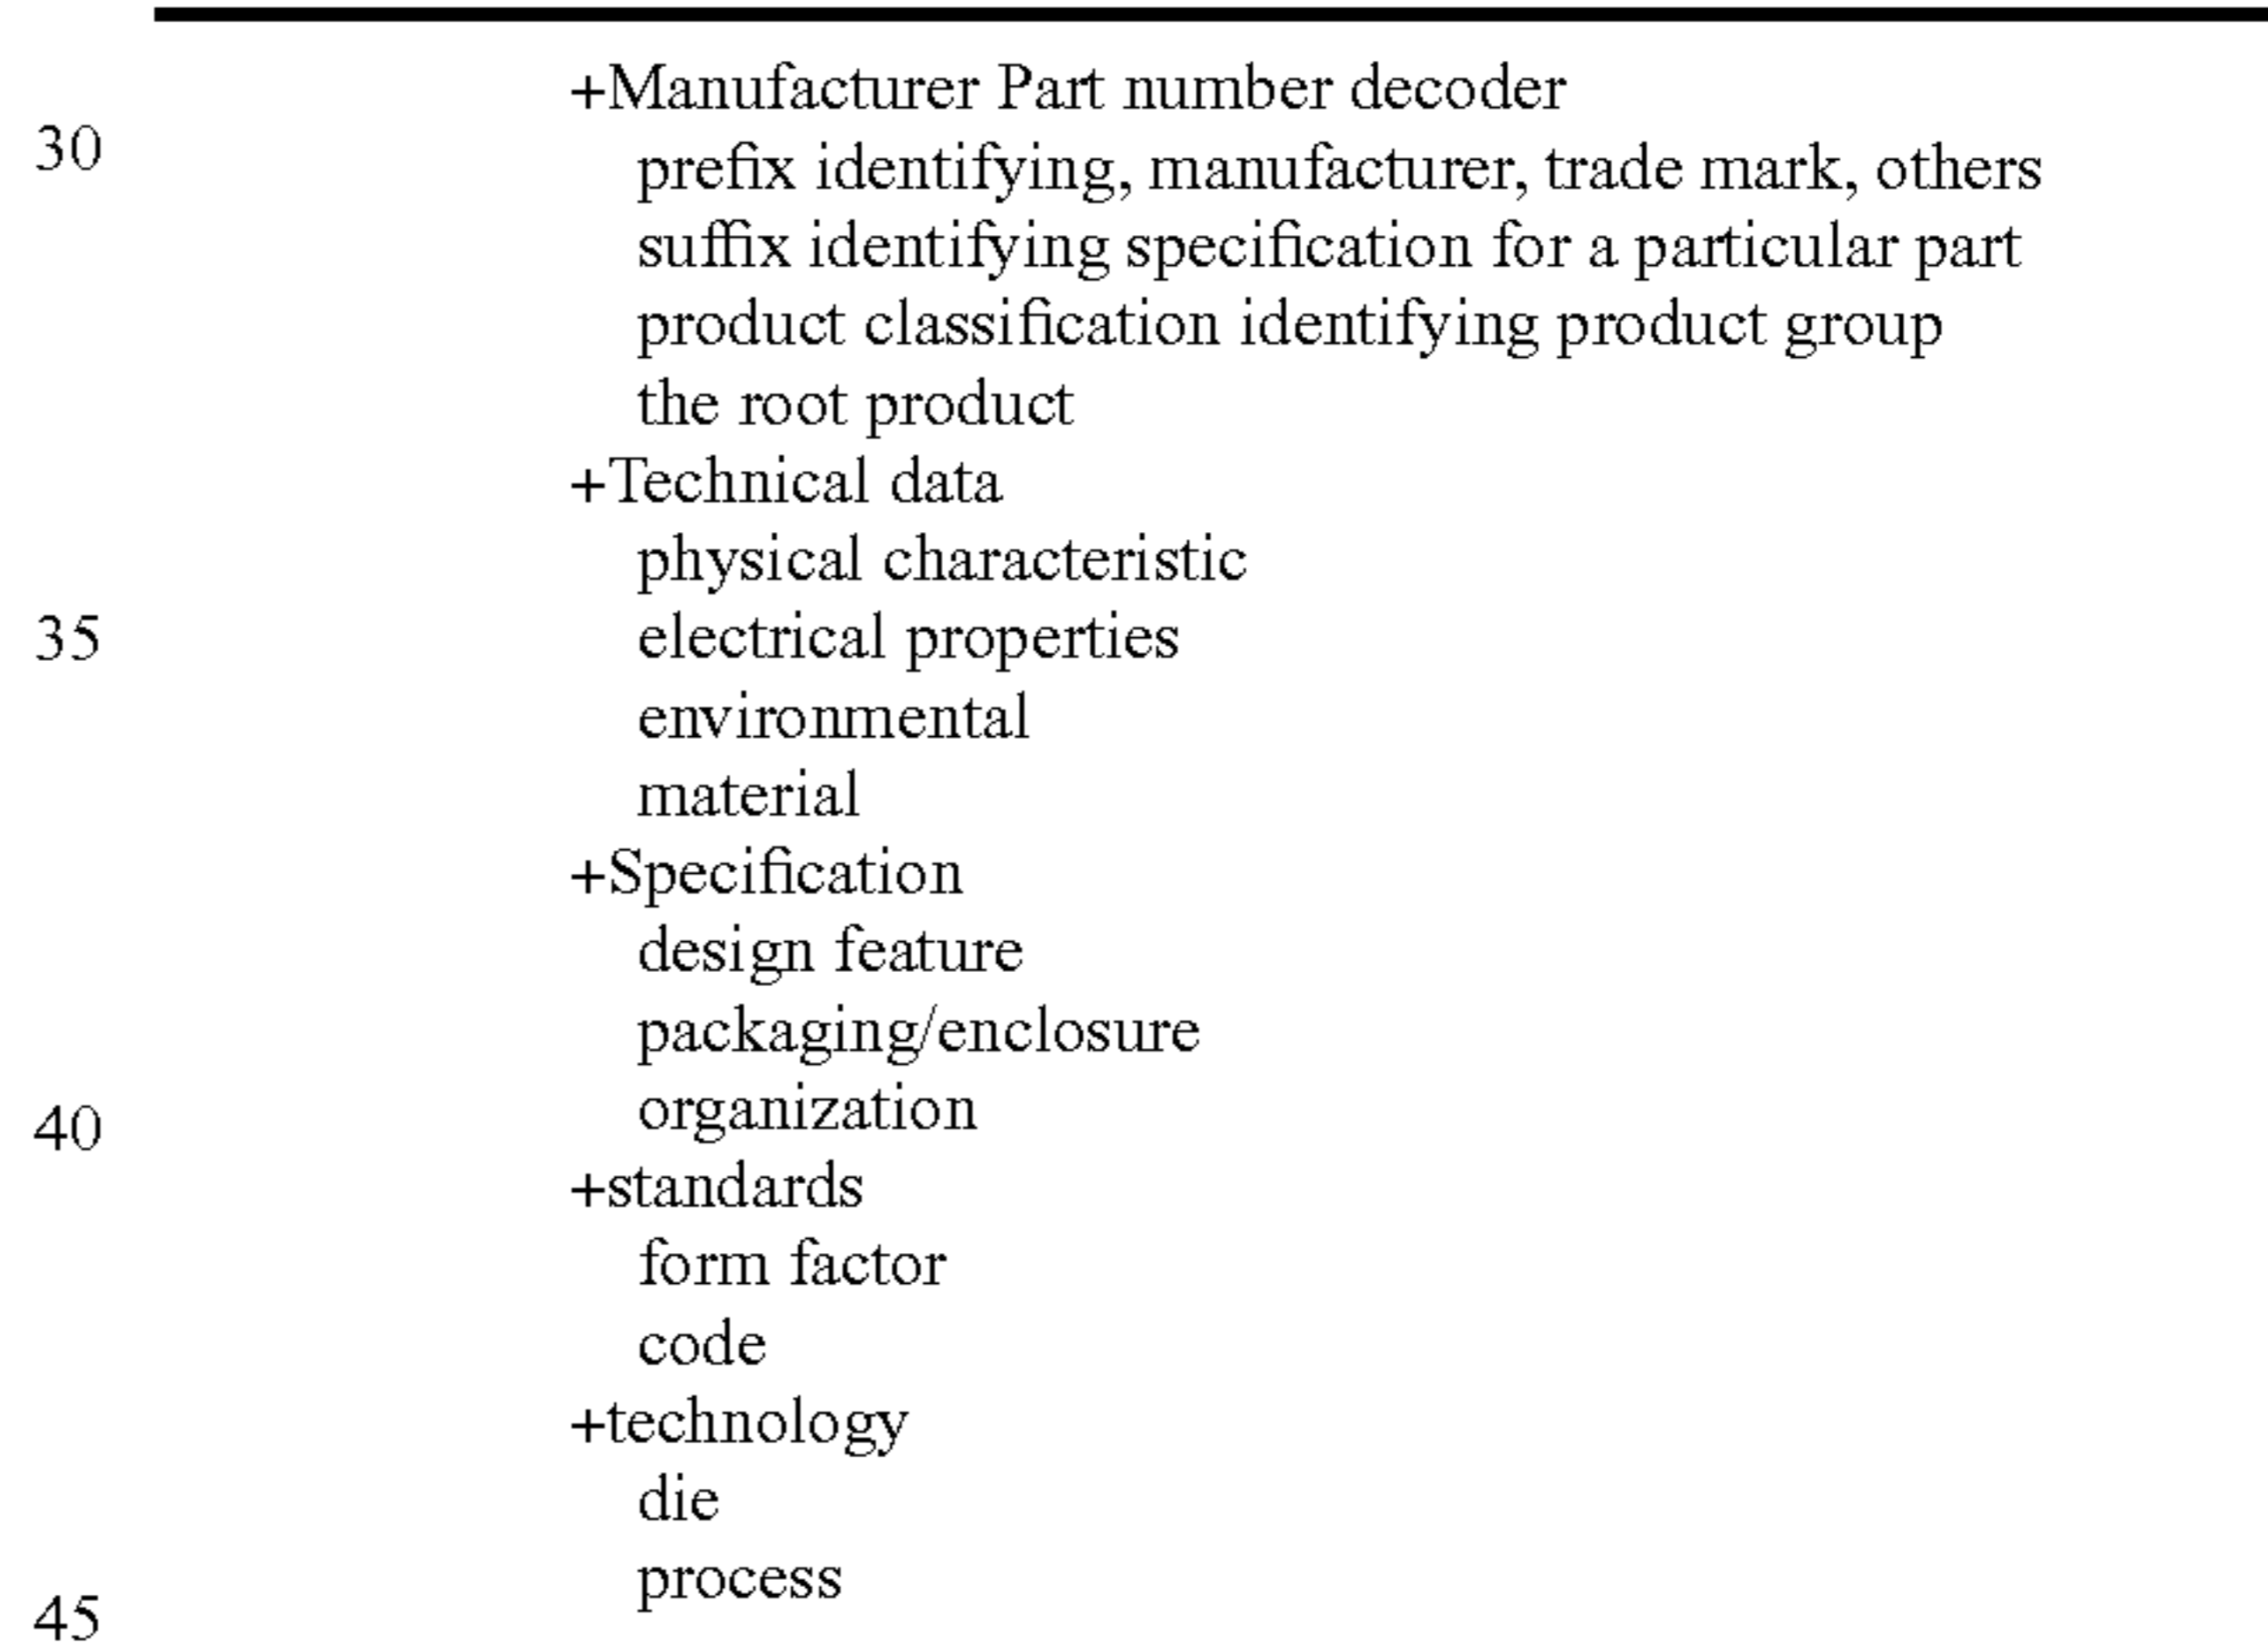 +Manufacturer Part number decoder
30
prefix identifying, manufacturer, trade mark, others
suffix identifying specification for a particular part
product classification identifying product group
the root product
+Technical data
physical characteristic
35
electrical properties
environmental
material
+Specification
design feature
packaging/enclosure
organization
40
+standards
form factor
code
+technology
die
process
45